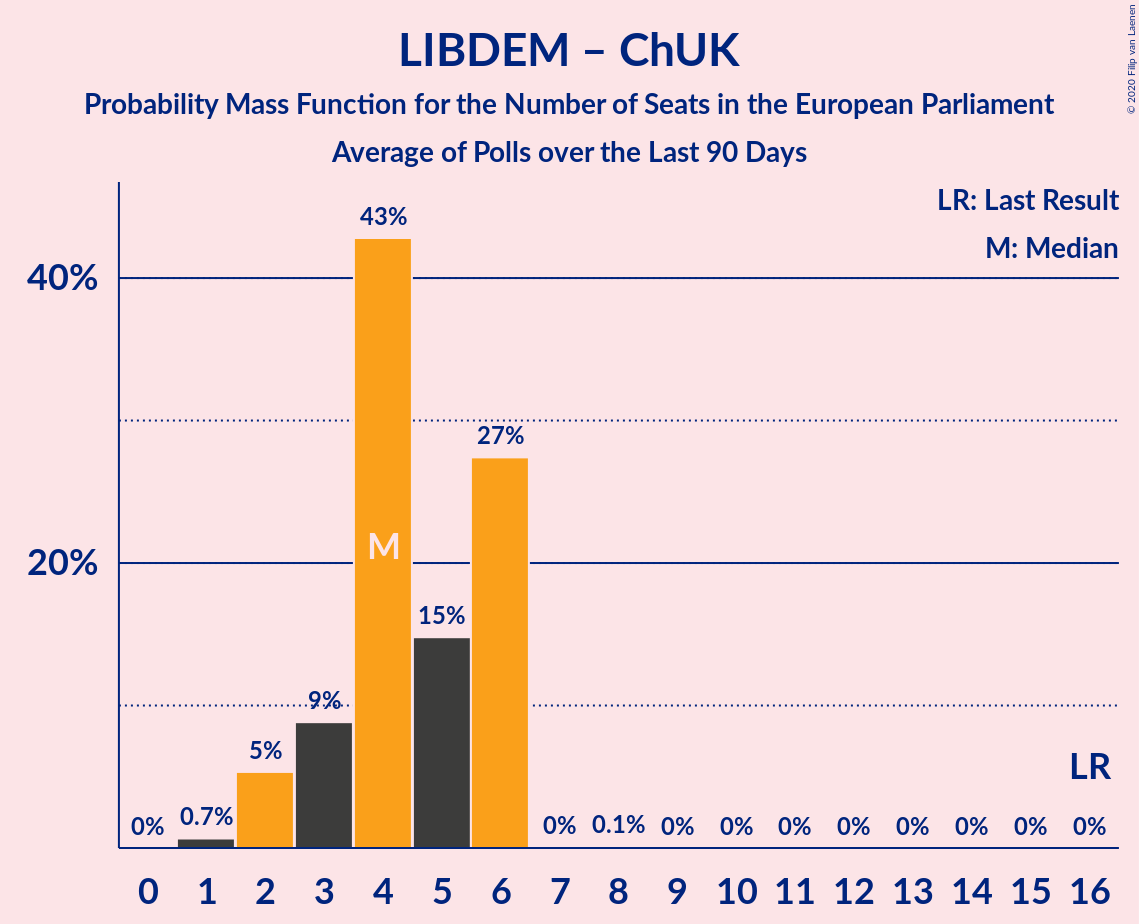 LIBDEM – ChUK
Probability Mass Function for the Number of Seats in the European Parliament
Average of Polls over the Last 90 Days
© 2020 Filip van Laenen
LR: Last Result
M: Median
40%
20%
0% 0.7% 5% 9% 43% 15% 27% 0% 0.1% 0% 0% 0% 0% 0% 0% 0% 0%
M
LR
0 1 2 3 4 5 6 7 8 9 10 11 12 13 14 15 16